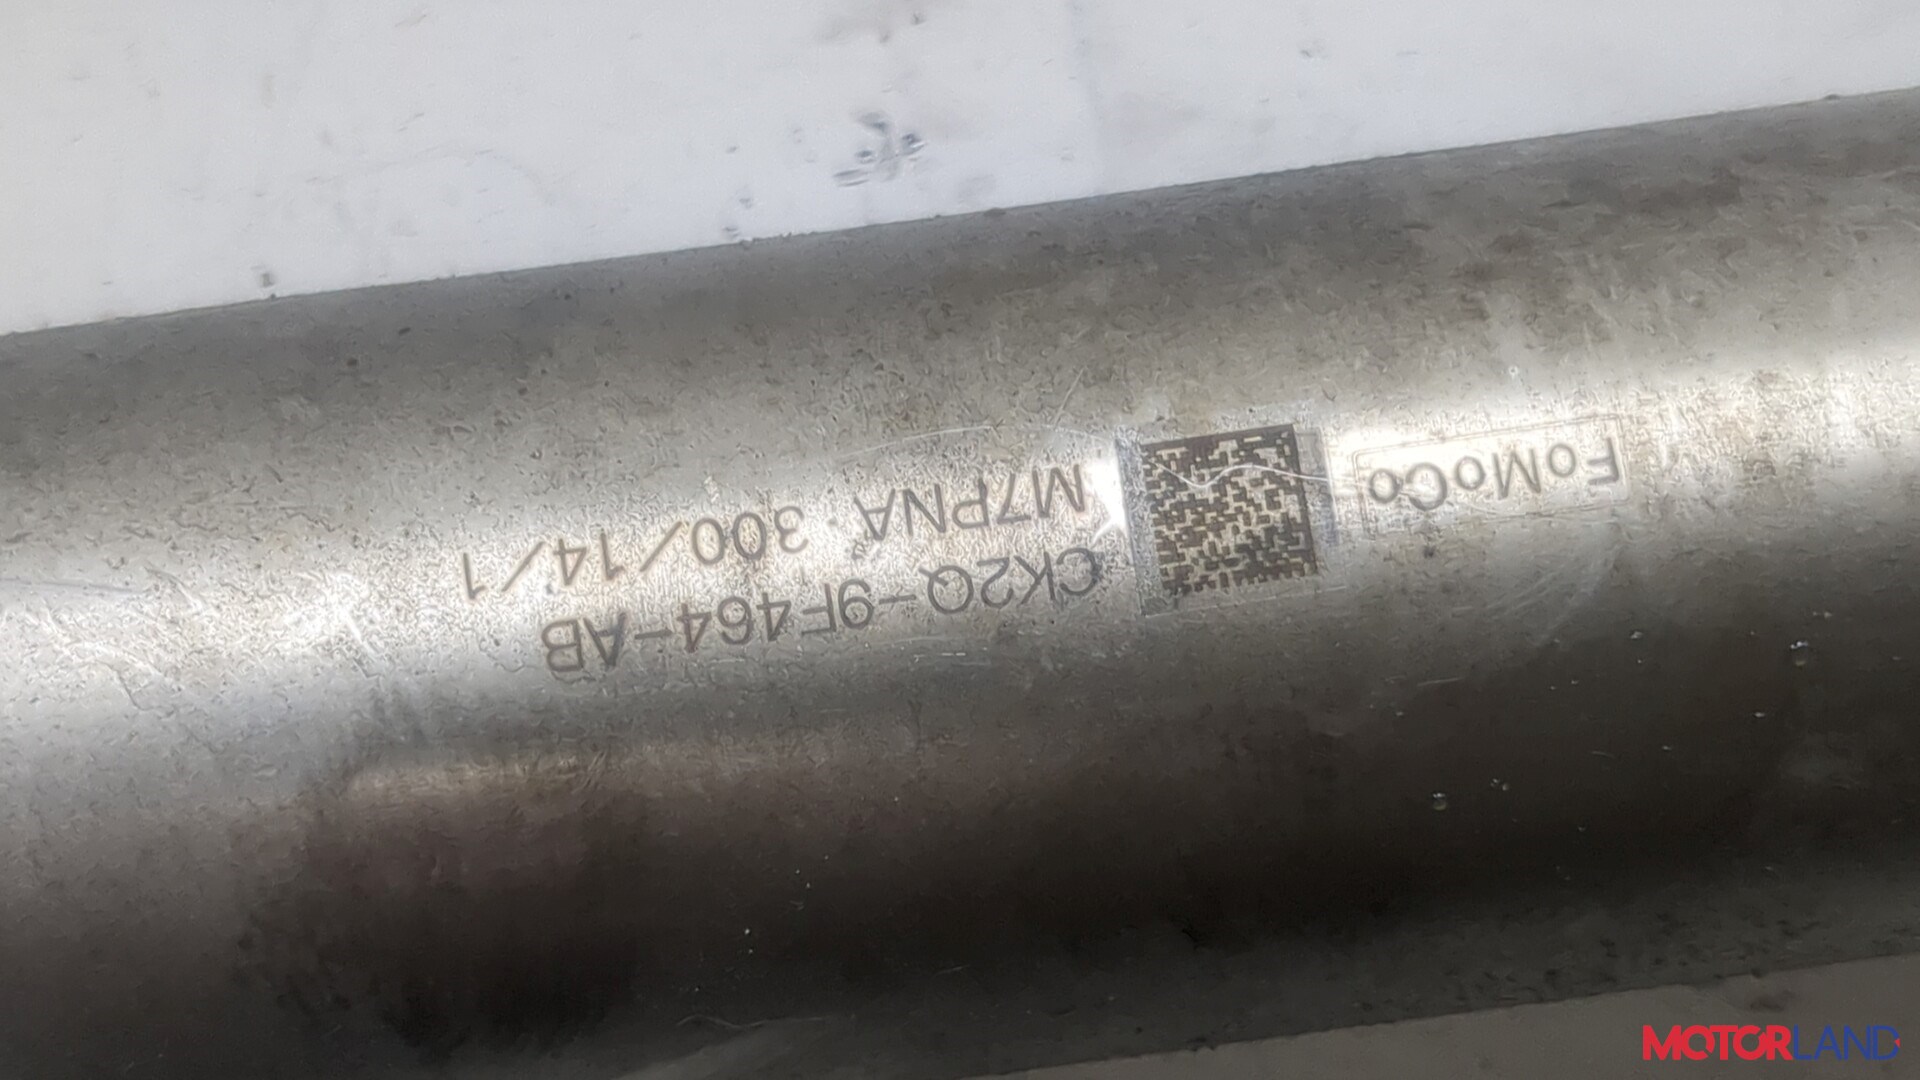 FoMoCo
CK2Q-9F464-AB
M7PNA 300/14/1
MOTORLAND